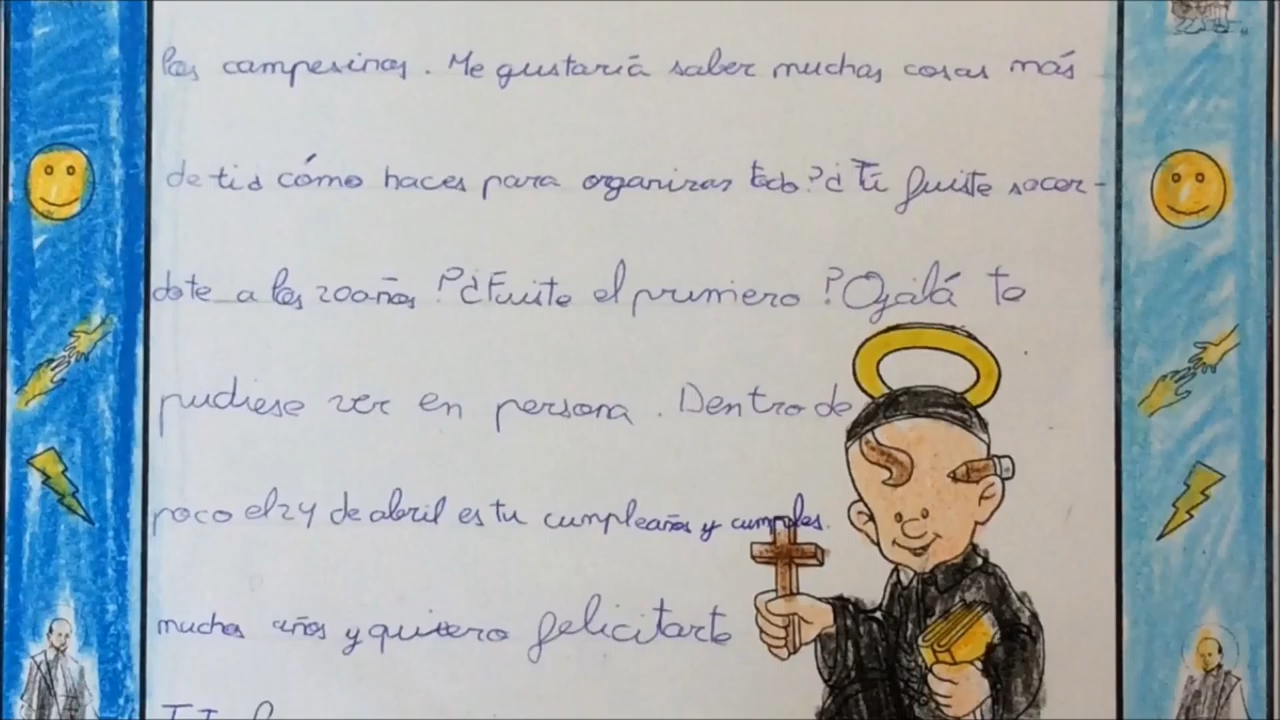 los campesinos. Me gustaría saber muchas cosas más
de ti ¿ cómo haces para organizar todo?¿ Tú fuiste sacer-
dote a los 20 años ?¿Fuiste el primero ? Ojalá te
pudiese ver en persona. Dentro de
poco el 24 de abril es tu cumpleaños y cumples.
muchos años y quiero felicitarte